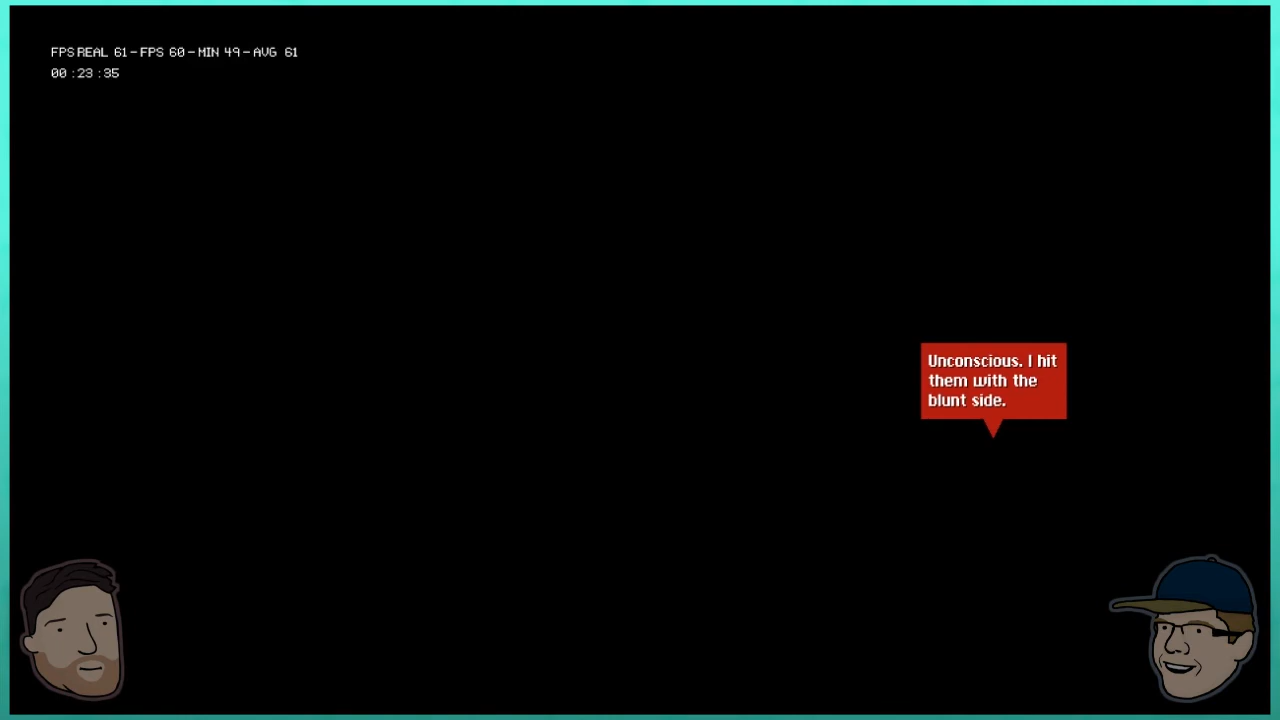 FPS REAL 61 - FPS 60 - MIN 49 - AVG 61
00 : 23 : 35
Unconscious. I hit
them with the
blunt side.